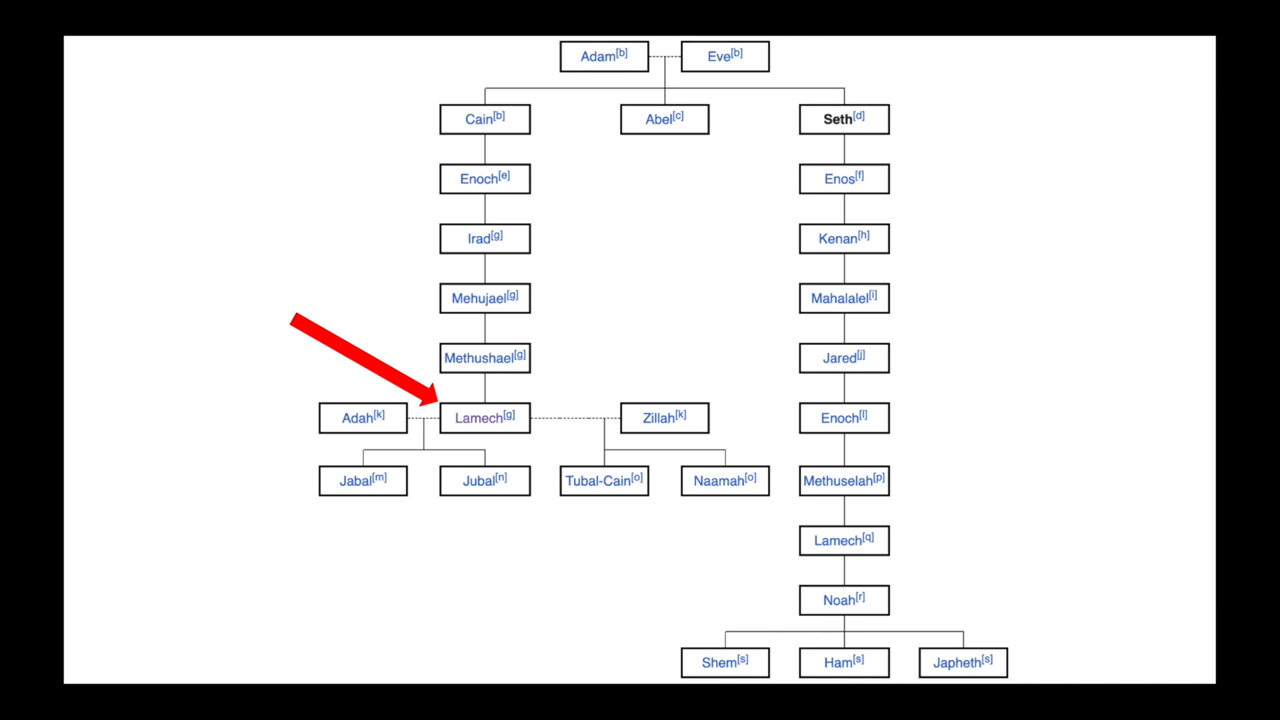 Adam[b] Eve[b]
Cain[b] Abel[c] Seth[d]
Enoch[e] Enos[f]
Irad[g] Kenan[h]
Mehujael[g] Mahalalel[i]
Methushael[g] Jared[j]
Adah[k] Lamech[g] Zillah[k] Enoch[l]
Jabal[m] Jubal[n] Tubal-Cain[o] Naamah[o] Methuselah[p]
Lamech[q]
Noah[r]
Shem[s] Ham[s] Japheth[s]